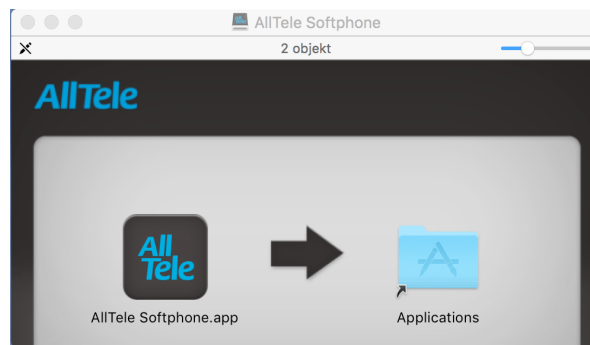 AllTele Softphone
2 objekt
AllTele
All
Tele
AllTele Softphone.app
Applications